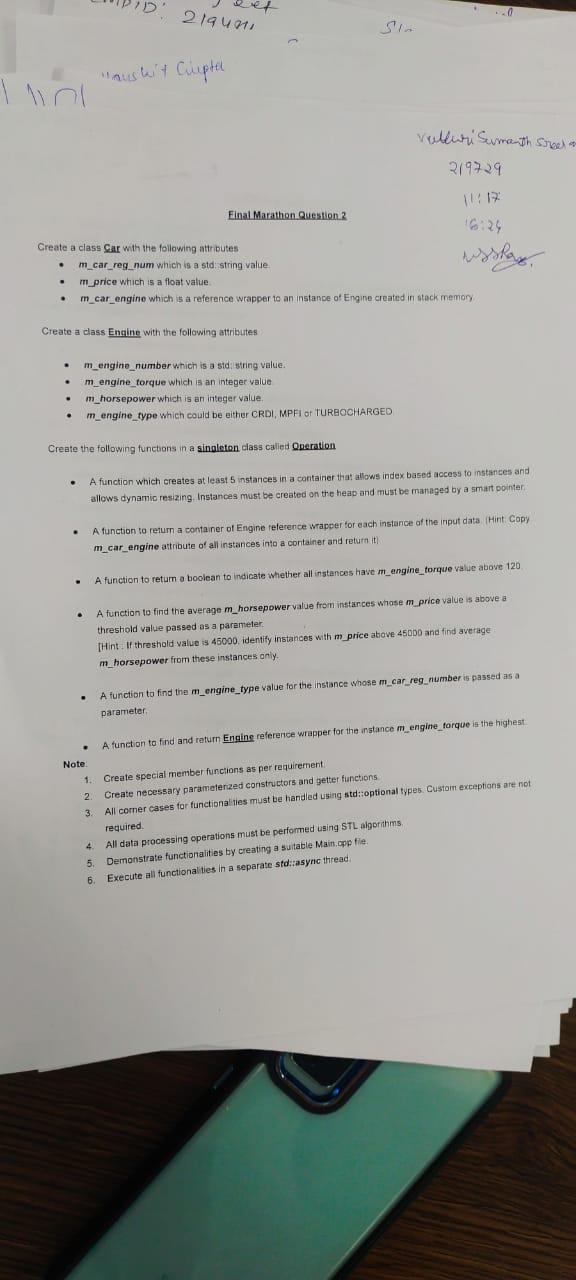 219401
Gupta
219729
11:17
16:24
Final Marathon Question 2
Create a class Car with the following attributes
• m_car_reg_num which is a std::string value.
• m_price which is a float value.
• m_car_engine which is a reference wrapper to an instance of Engine created in stack memory.
Create a class Engine with the following attributes
• m_engine_number which is a std::string value.
• m_engine_torque which is an integer value.
• m_horsepower which is an integer value.
• m_engine_type which could be either CRDI, MPFI or TURBOCHARGED.
Create the following functions in a singleton class called Operation
• A function which creates at least 5 instances in a container that allows index based access to instances and
allows dynamic resizing. Instances must be created on the heap and must be managed by a smart pointer.
• A function to return a container of Engine reference wrapper for each instance of the input data. (Hint: Copy
m_car_engine attribute of all instances into a container and return it)
• A function to return a boolean to indicate whether all instances have m_engine_torque value above 120.
• A function to find the average m_horsepower value from instances whose m_price value is above a
threshold value passed as a parameter.
[Hint : If threshold value is 45000, identify instances with m_price above 45000 and find average
m_horsepower from these instances only.
• A function to find the m_engine_type value for the instance whose m_car_reg_number is passed as a
parameter.
• A function to find and return Engine reference wrapper for the instance m_engine_torque is the highest.
Note:
1. Create special member functions as per requirement.
2. Create necessary parameterized constructors and getter functions.
3. All corner cases for functionalities must be handled using std::optional types. Custom exceptions are not
required.
4. All data processing operations must be performed using STL algorithms.
5. Demonstrate functionalities by creating a suitable Main.cpp file.
6. Execute all functionalities in a separate std::async thread.